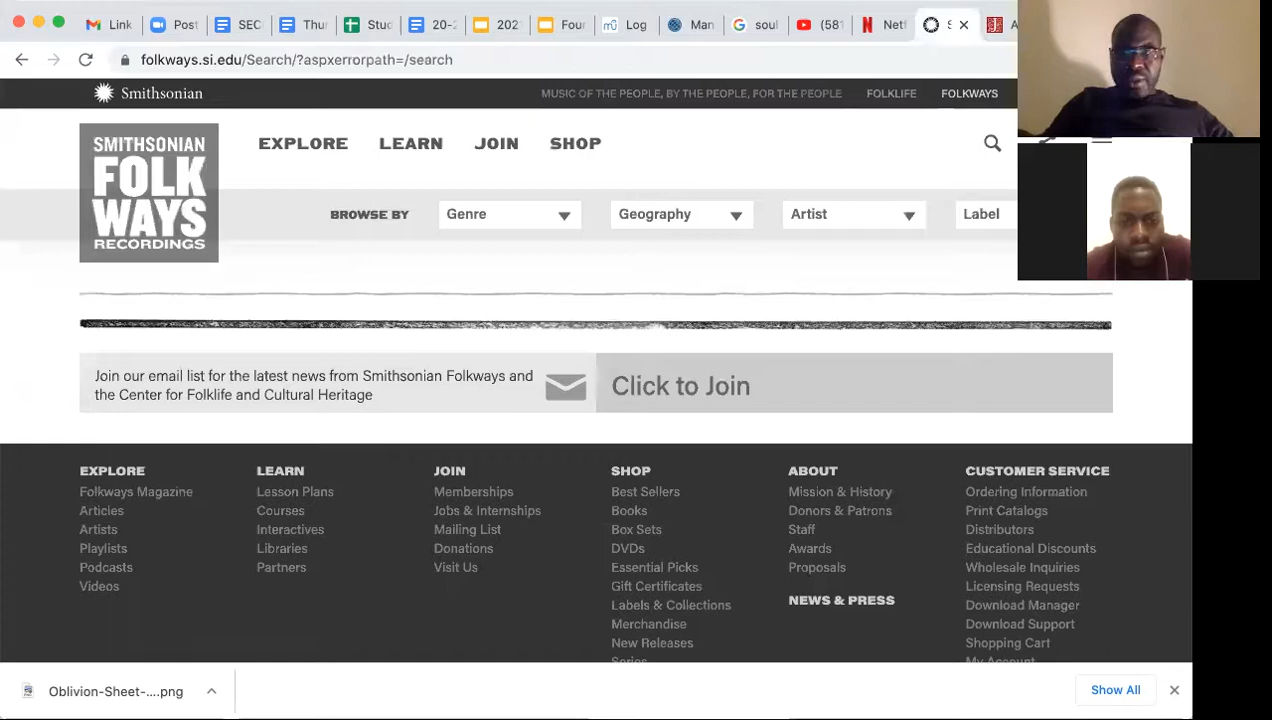 Link
Post
SEC
Thu
Stud
20-2
202
Four
Log
Man
soul
(581
Netf
S
folkways.si.edu/Search/?aspxerrorpath=/search
Smithsonian
MUSIC OF THE PEOPLE, BY THE PEOPLE, FOR THE PEOPLE
FOLKLIFE
FOLKWAYS
SMITHSONIAN
FOLK
WAYS
RECORDINGS
EXPLORE
LEARN
JOIN
SHOP
BROWSE BY
Genre
Geography
Artist
Label
Join our email list for the latest news from Smithsonian Folkways and
the Center for Folklife and Cultural Heritage
Click to Join
EXPLORE
Folkways Magazine
Articles
Artists
Playlists
Podcasts
Videos
LEARN
Lesson Plans
Courses
Interactives
Libraries
Partners
JOIN
Memberships
Jobs & Internships
Mailing List
Donations
Visit Us
SHOP
Best Sellers
Books
Box Sets
DVDs
Essential Picks
Gift Certificates
Labels & Collections
Merchandise
New Releases
Series
ABOUT
Mission & History
Donors & Patrons
Staff
Awards
Proposals
NEWS & PRESS
CUSTOMER SERVICE
Ordering Information
Print Catalogs
Distributors
Educational Discounts
Wholesale Inquiries
Licensing Requests
Download Manager
Download Support
Shopping Cart
My Account
Oblivion-Sheet-....png
Show All